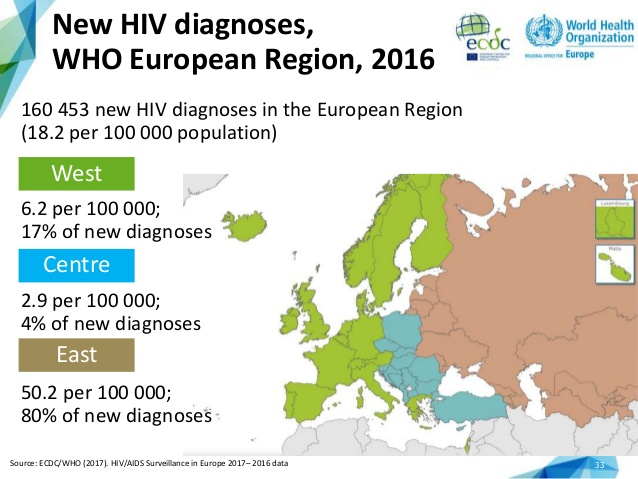 New HIV diagnoses,
WHO European Region, 2016
ecdc
World Health
Organization
REGIONAL OFFICE FOR Europe
160 453 new HIV diagnoses in the European Region
(18.2 per 100 000 population)
West
6.2 per 100 000;
17% of new diagnoses
Centre
2.9 per 100 000;
4% of new diagnoses
East
50.2 per 100 000;
80% of new diagnoses
Luxembourg
Malta
Source: ECDC/WHO (2017). HIV/AIDS Surveillance in Europe 2017– 2016 data
33